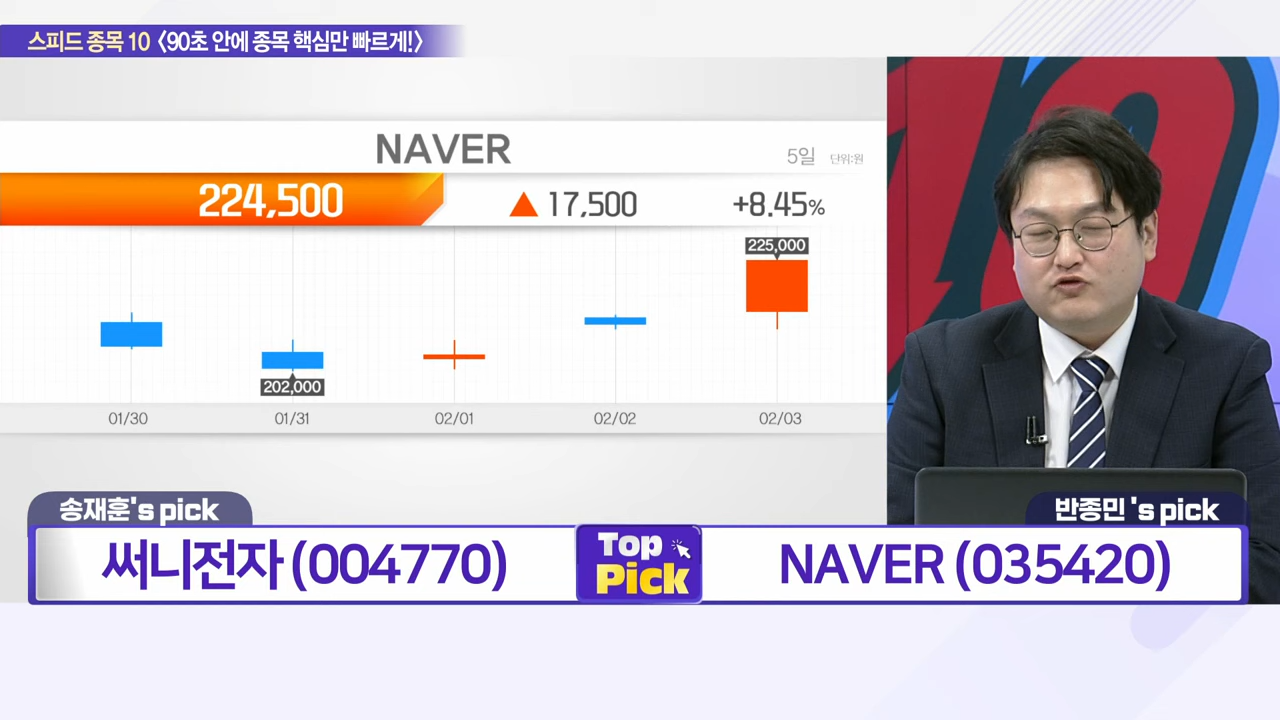 스피드 종목 10 〈90초 안에 종목 핵심만 빠르게!〉
NAVER
5일 단위:원
224,500 ▲ 17,500 +8.45%
225,000
202,000
01/30 01/31 02/01 02/02 02/03
송재훈's pick
반종민 's pick
써니전자 (004770)
Top
Pick
NAVER (035420)